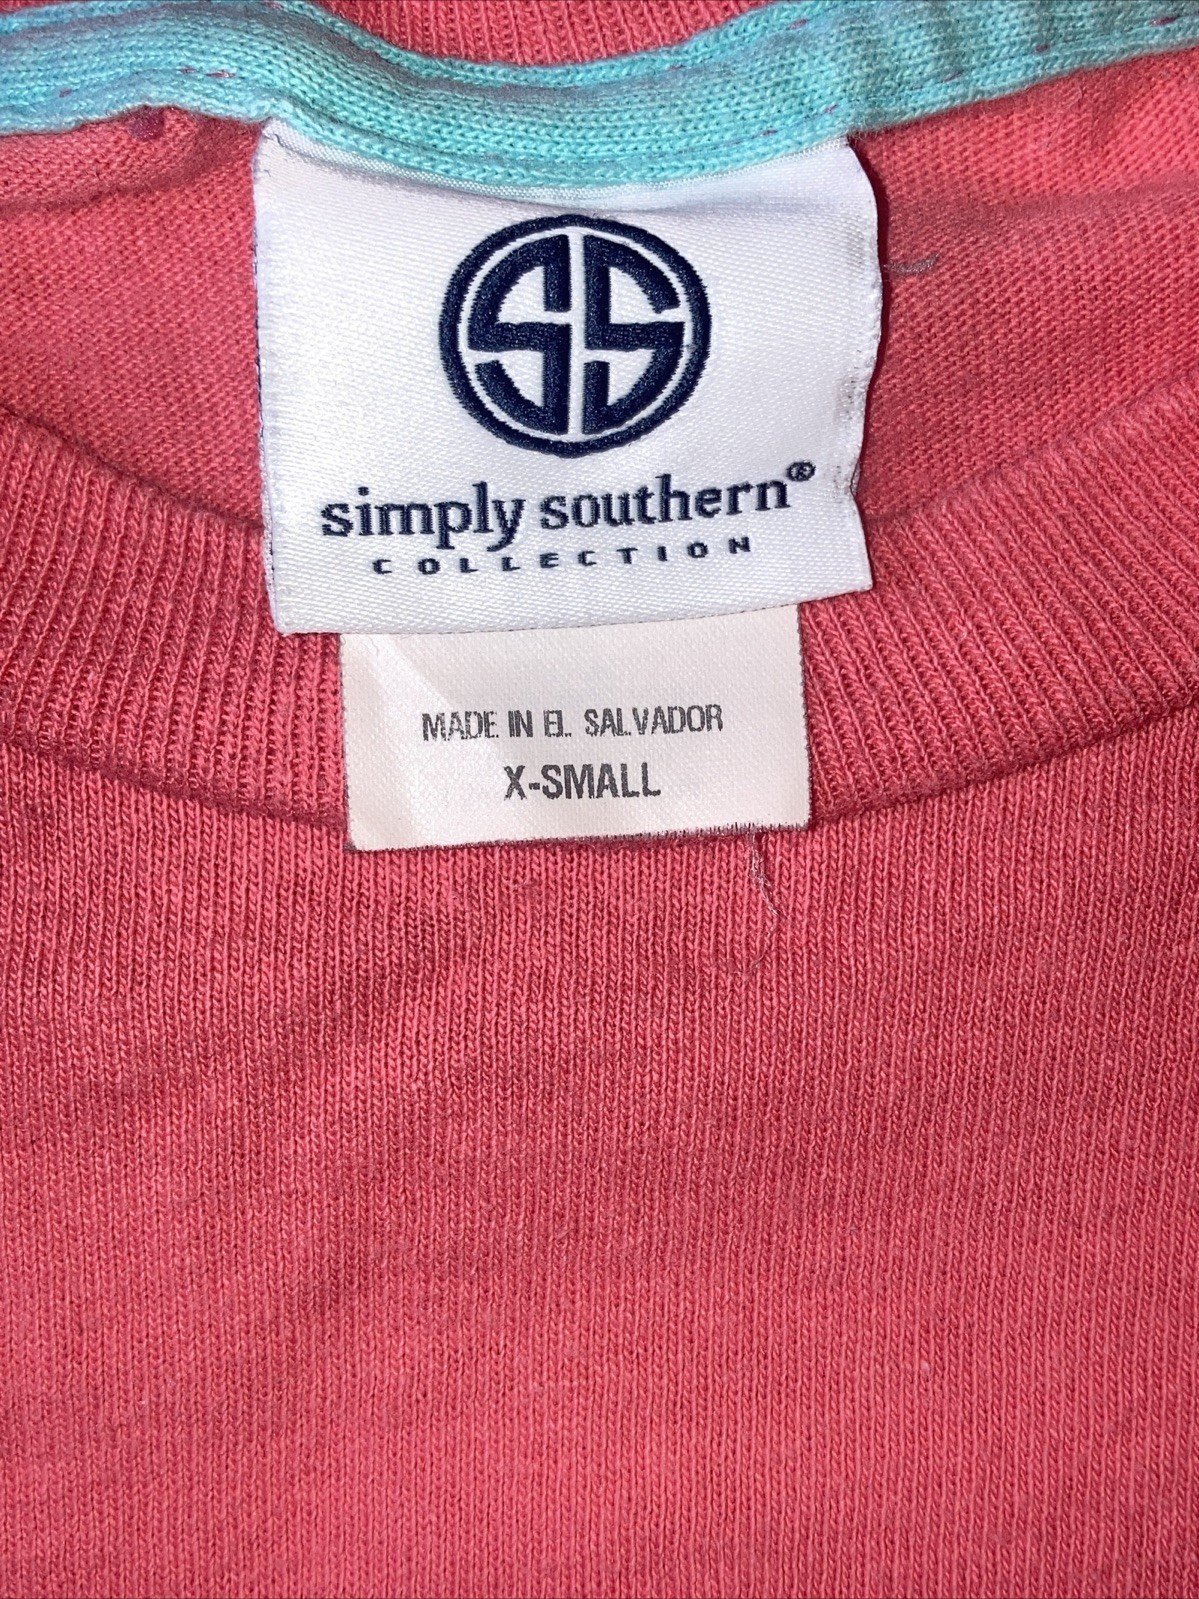 SS
simply southern®
COLLECTION
MADE IN EL SALVADOR
X-SMALL